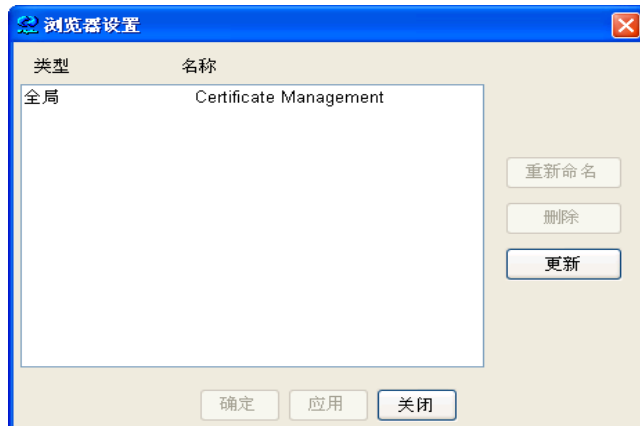 浏览器设置
类型 名称
全局 Certificate Management
重新命名
删除
更新
确定 应用 关闭